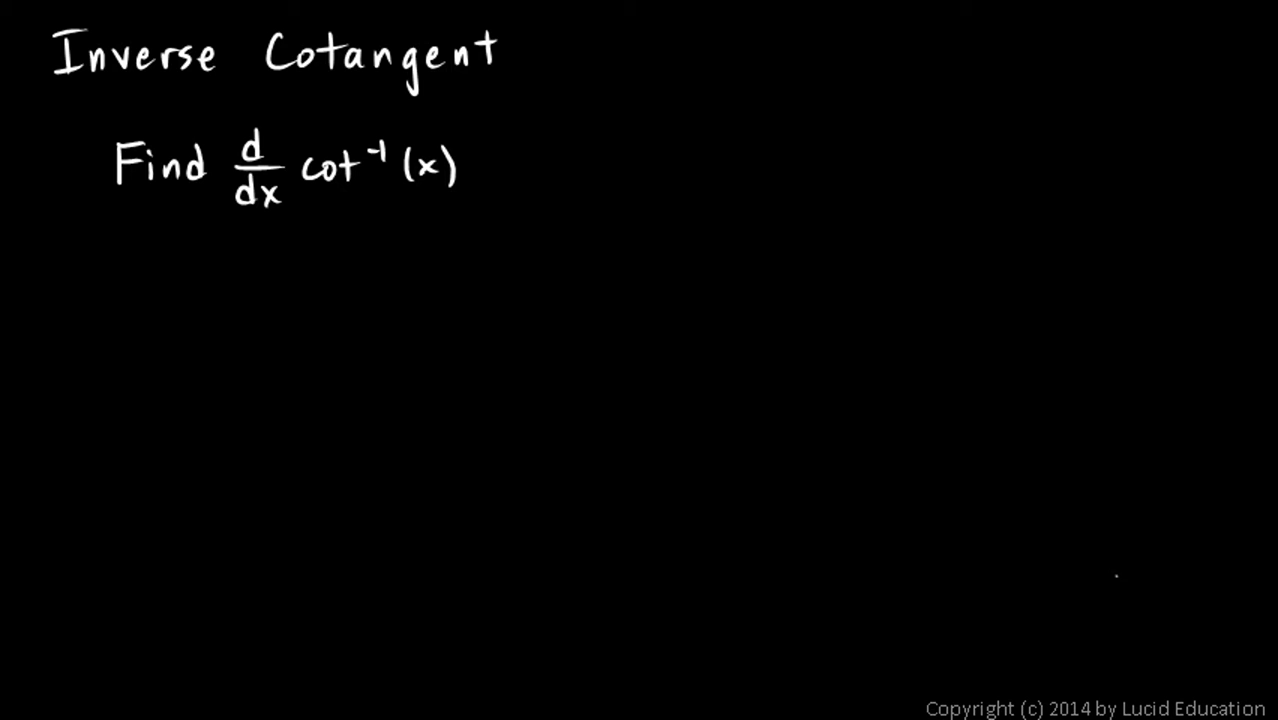 Inverse Cotangent
Find d/dx cot⁻¹(x)
Copyright (c) 2014 by Lucid Education